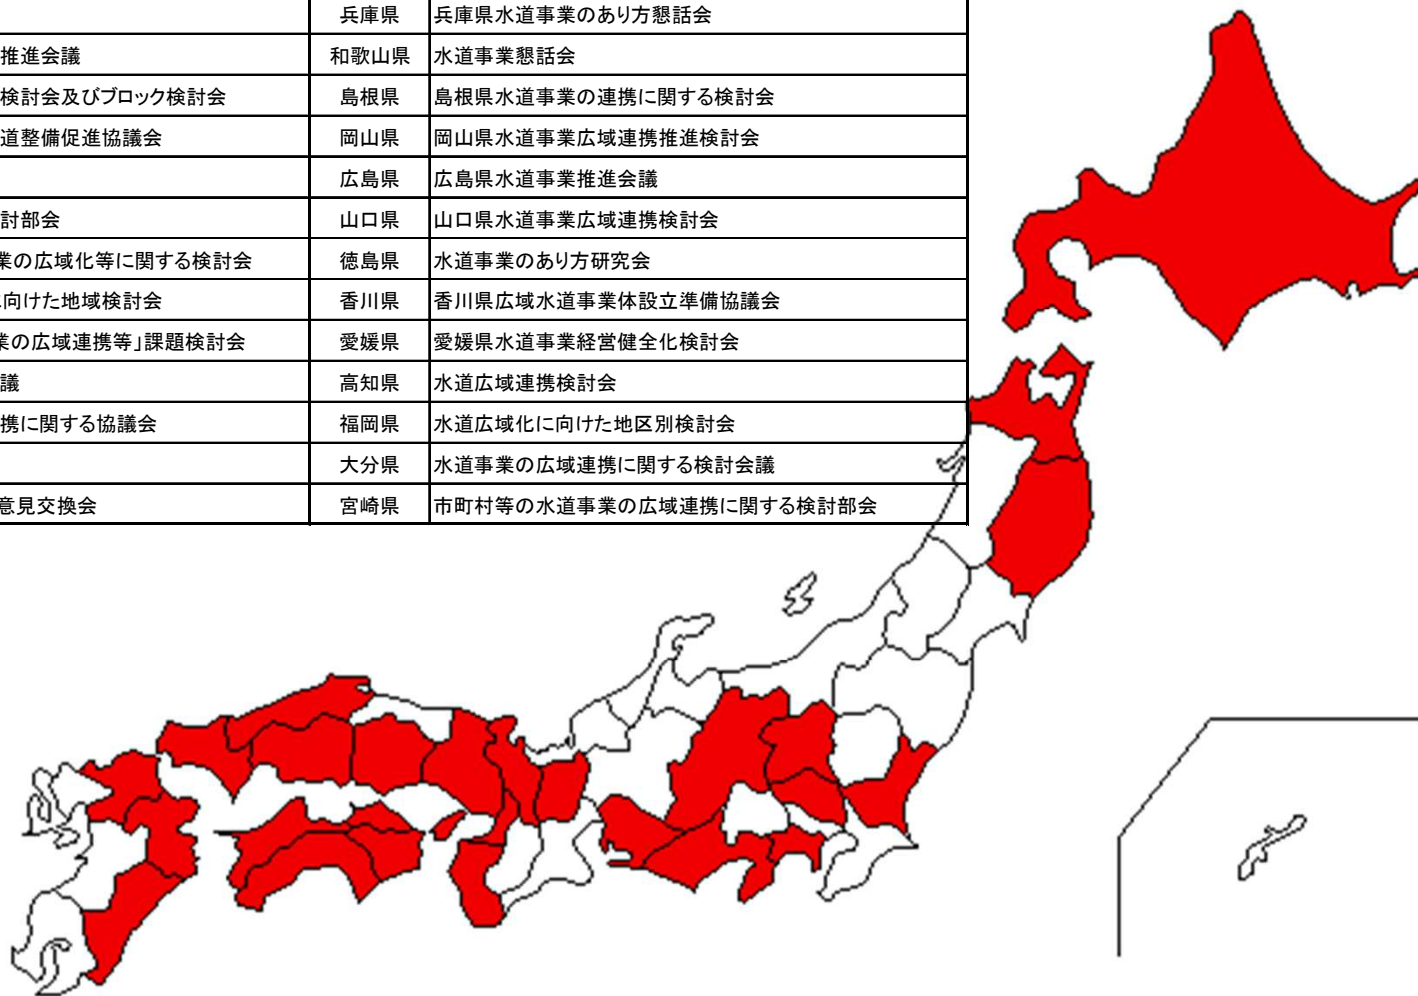 兵庫県 兵庫県水道事業のあり方懇話会
推進会議 和歌山県 水道事業懇話会
検討会及びブロック検討会 島根県 島根県水道事業の連携に関する検討会
道整備促進協議会 岡山県 岡山県水道事業広域連携推進検討会
広島県 広島県水道事業推進会議
討部会 山口県 山口県水道事業広域連携検討会
業の広域化等に関する検討会 徳島県 水道事業のあり方研究会
向けた地域検討会 香川県 香川県広域水道事業体設立準備協議会
業の広域連携等」課題検討会 愛媛県 愛媛県水道事業経営健全化検討会
議 高知県 水道広域連携検討会
携に関する協議会 福岡県 水道広域化に向けた地区別検討会
大分県 水道事業の広域連携に関する検討会議
意見交換会 宮崎県 市町村等の水道事業の広域連携に関する検討部会